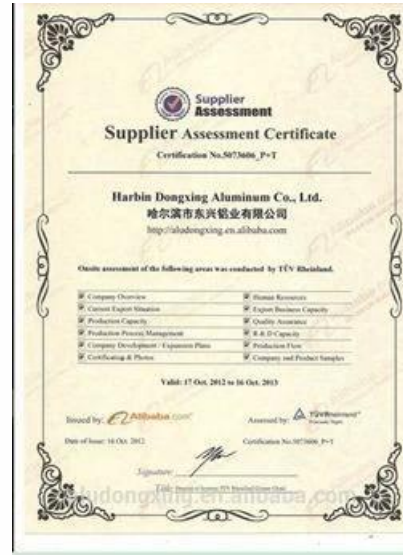 Supplier
Assessment
Supplier Assessment Certificate
Certification No.5073606_P+T
Harbin Dongxing Aluminum Co., Ltd.
哈尔滨市东兴铝业有限公司
http://aludongxing.en.alibaba.com
Onsite assessment of the following areas was conducted by TÜV Rheinland.
Company Overview
Human Resources
Current Export Situation
Export Business Capacity
Production Capacity
Quality Assurance
Production Process Management
R & D Capacity
Company Development / Expansion Plans
Production Flow
Certificates & Photos
Company and Product Samples
Valid: 17 Oct. 2012 to 16 Oct. 2013
Issued by: Alibaba.com
Assessed by: TÜVRheinland
Date of Issue: 16 Oct. 2012
Certification No.5073606_P+T
Signature:
Title:
aludongxing.en.alibaba.com